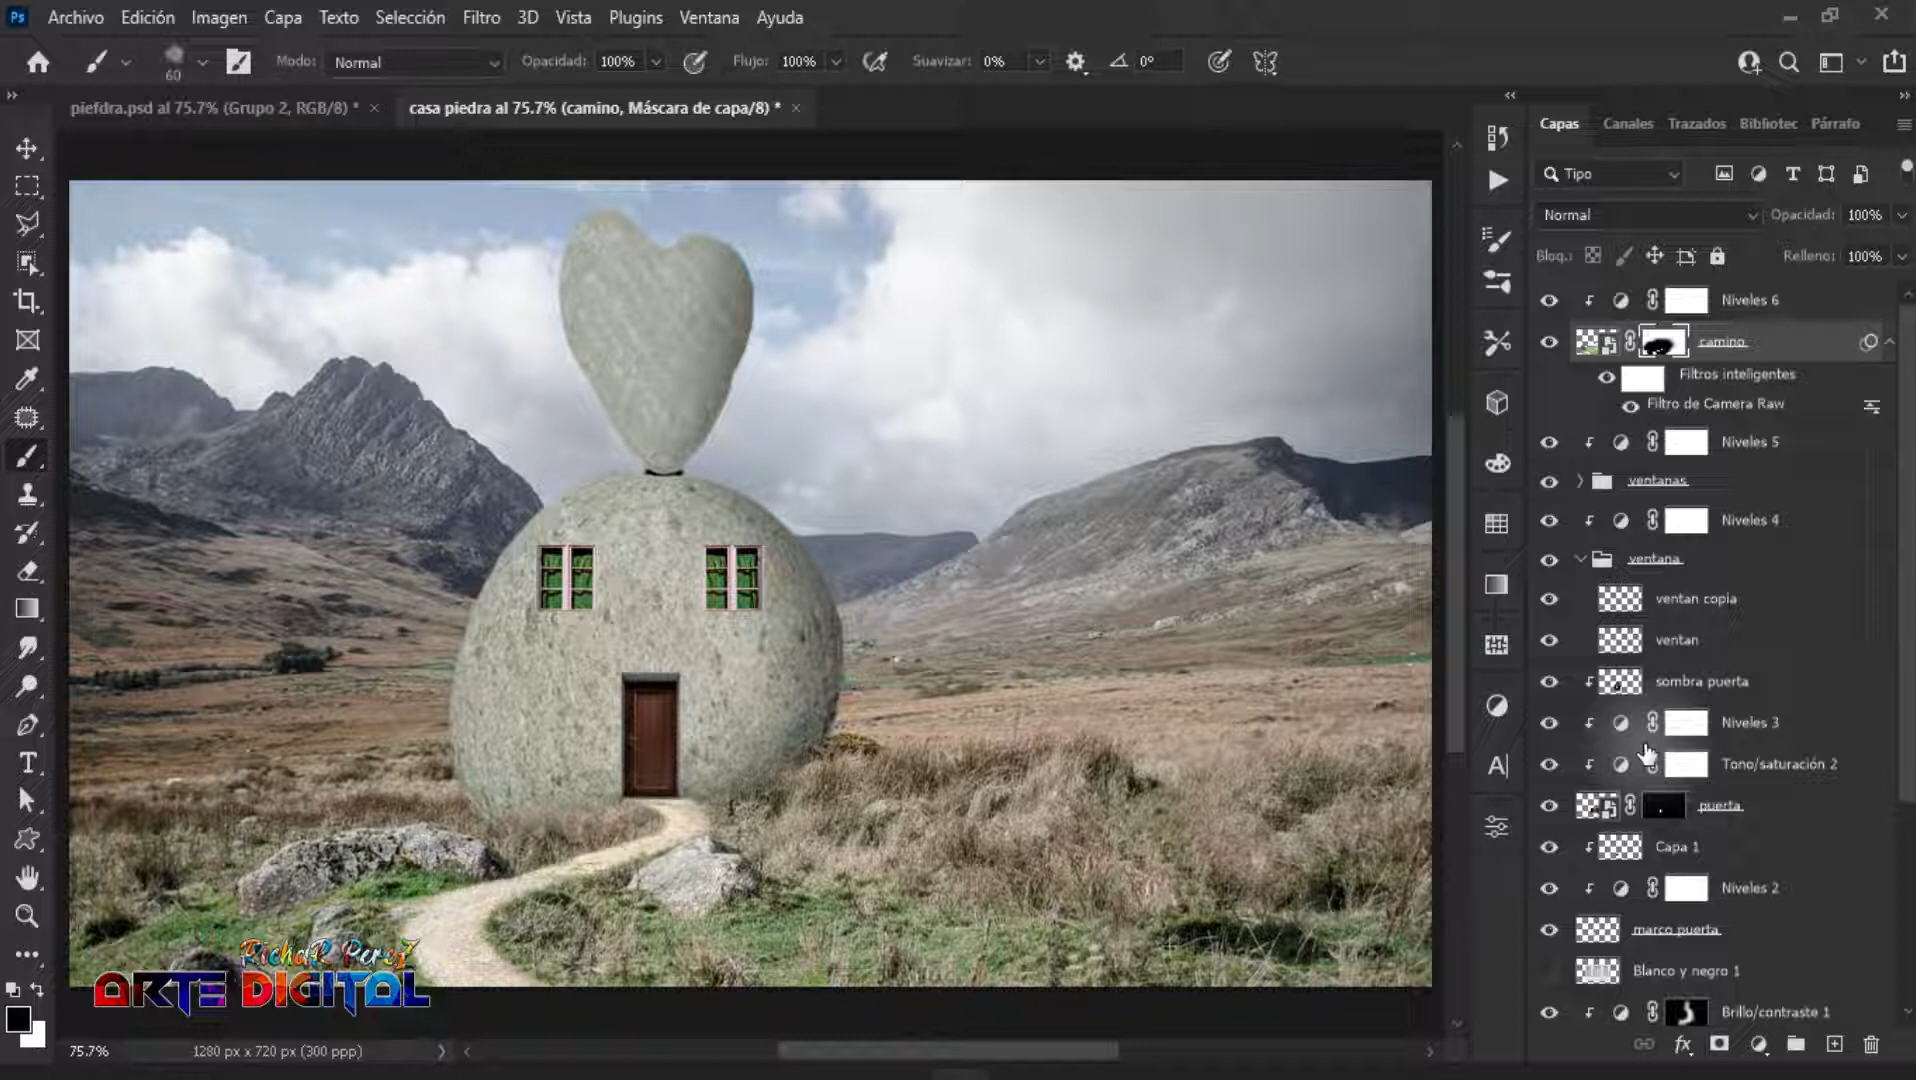 Ps Archivo Edición Imagen Capa Texto Selección Filtro 3D Vista Plugins Ventana Ayuda
60 Modo: Normal Opacidad: 100% Flujo: 100% Suavizar: 0% 0°
piefdra.psd al 75.7% (Grupo 2, RGB/8) * × casa piedra al 75.7% (camino, Máscara de capa/8) * ×
Capas Canales Trazados Bibliotec Párrafo
Tipo
Normal Opacidad: 100%
Bloq.: Relleno: 100%
Niveles 6
camino
Filtros inteligentes
Filtro de Camera Raw
Niveles 5
ventanas
Niveles 4
ventana
ventan copia
ventan
sombra puerta
Niveles 3
Tono/saturación 2
puerta
Capa 1
Niveles 2
marco puerta
Blanco y negro 1
Brillo/contraste 1
RichaR PereZ
ARTE DIGITAL
75.7% 1280 px x 720 px (300 ppp)